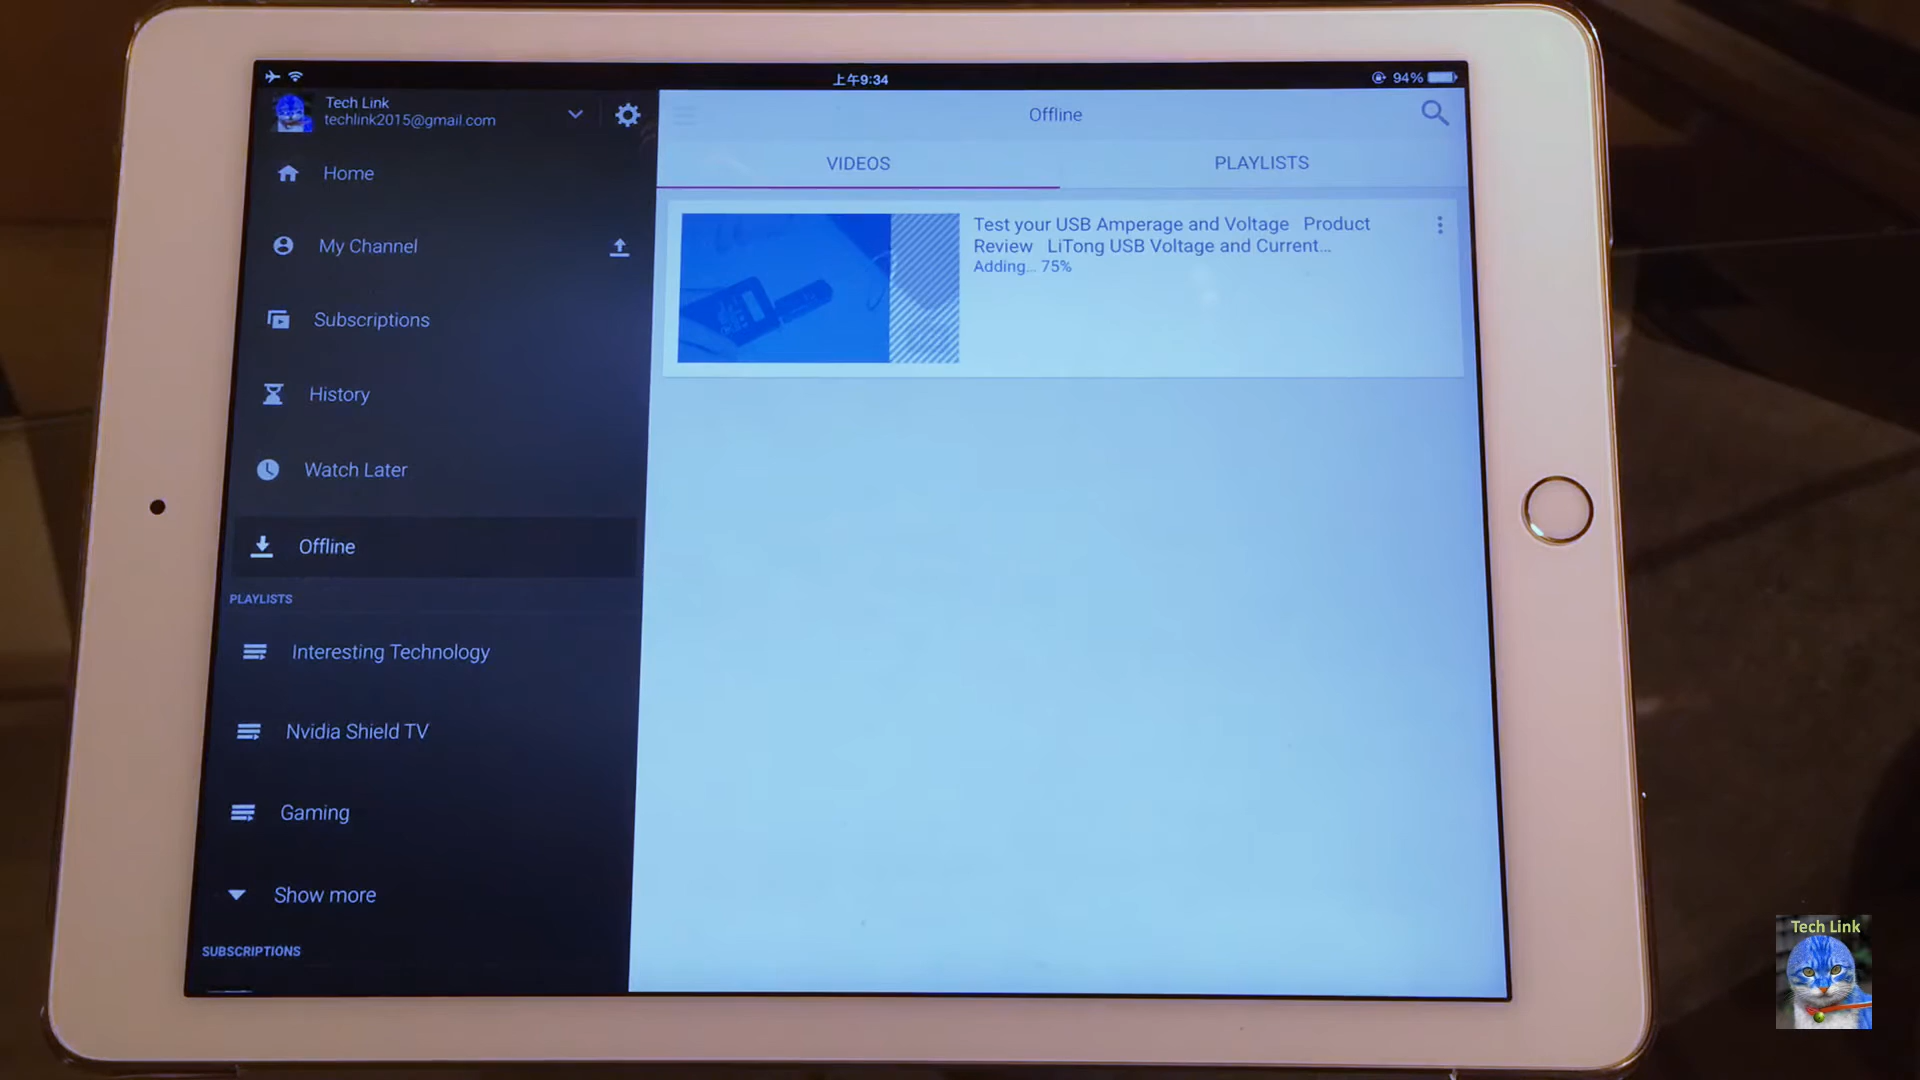 上午9:34
94%
Tech Link
techlink2015@gmail.com
Home
My Channel
Subscriptions
History
Watch Later
Offline
PLAYLISTS
Interesting Technology
Nvidia Shield TV
Gaming
Show more
SUBSCRIPTIONS
Offline
VIDEOS
PLAYLISTS
Test your USB Amperage and Voltage Product
Review LiTong USB Voltage and Current...
Adding... 75%
Tech Link